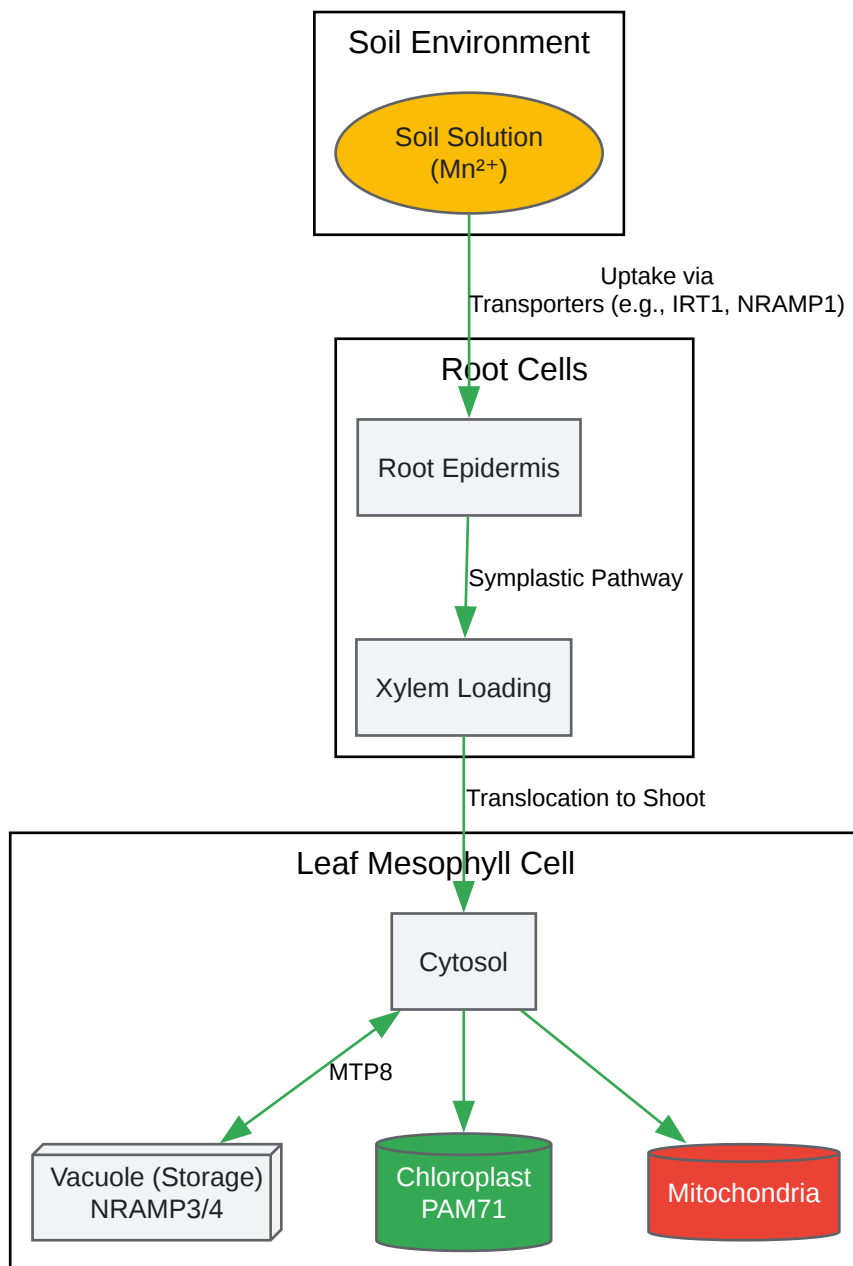 Soil Environment
Soil Solution
(Mn²⁺)
Uptake via
Transporters (e.g., IRT1, NRAMP1)
Root Cells
Root Epidermis
Symplastic Pathway
Xylem Loading
Translocation to Shoot
Leaf Mesophyll Cell
Cytosol
MTP8
Vacuole (Storage)
NRAMP3/4
Chloroplast
PAM71
Mitochondria